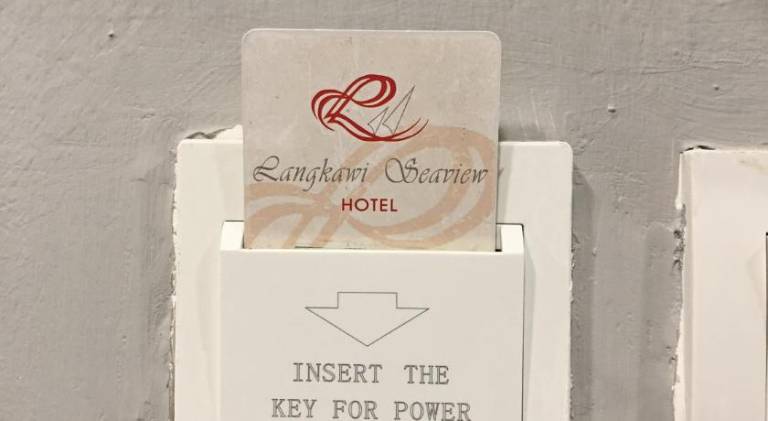 Langkawi Seaview
HOTEL
INSERT THE
KEY FOR POWER